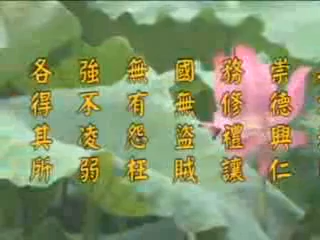 崇德興仁
務修禮讓
國無盜賊
無有怨枉
強不凌弱
各得其所